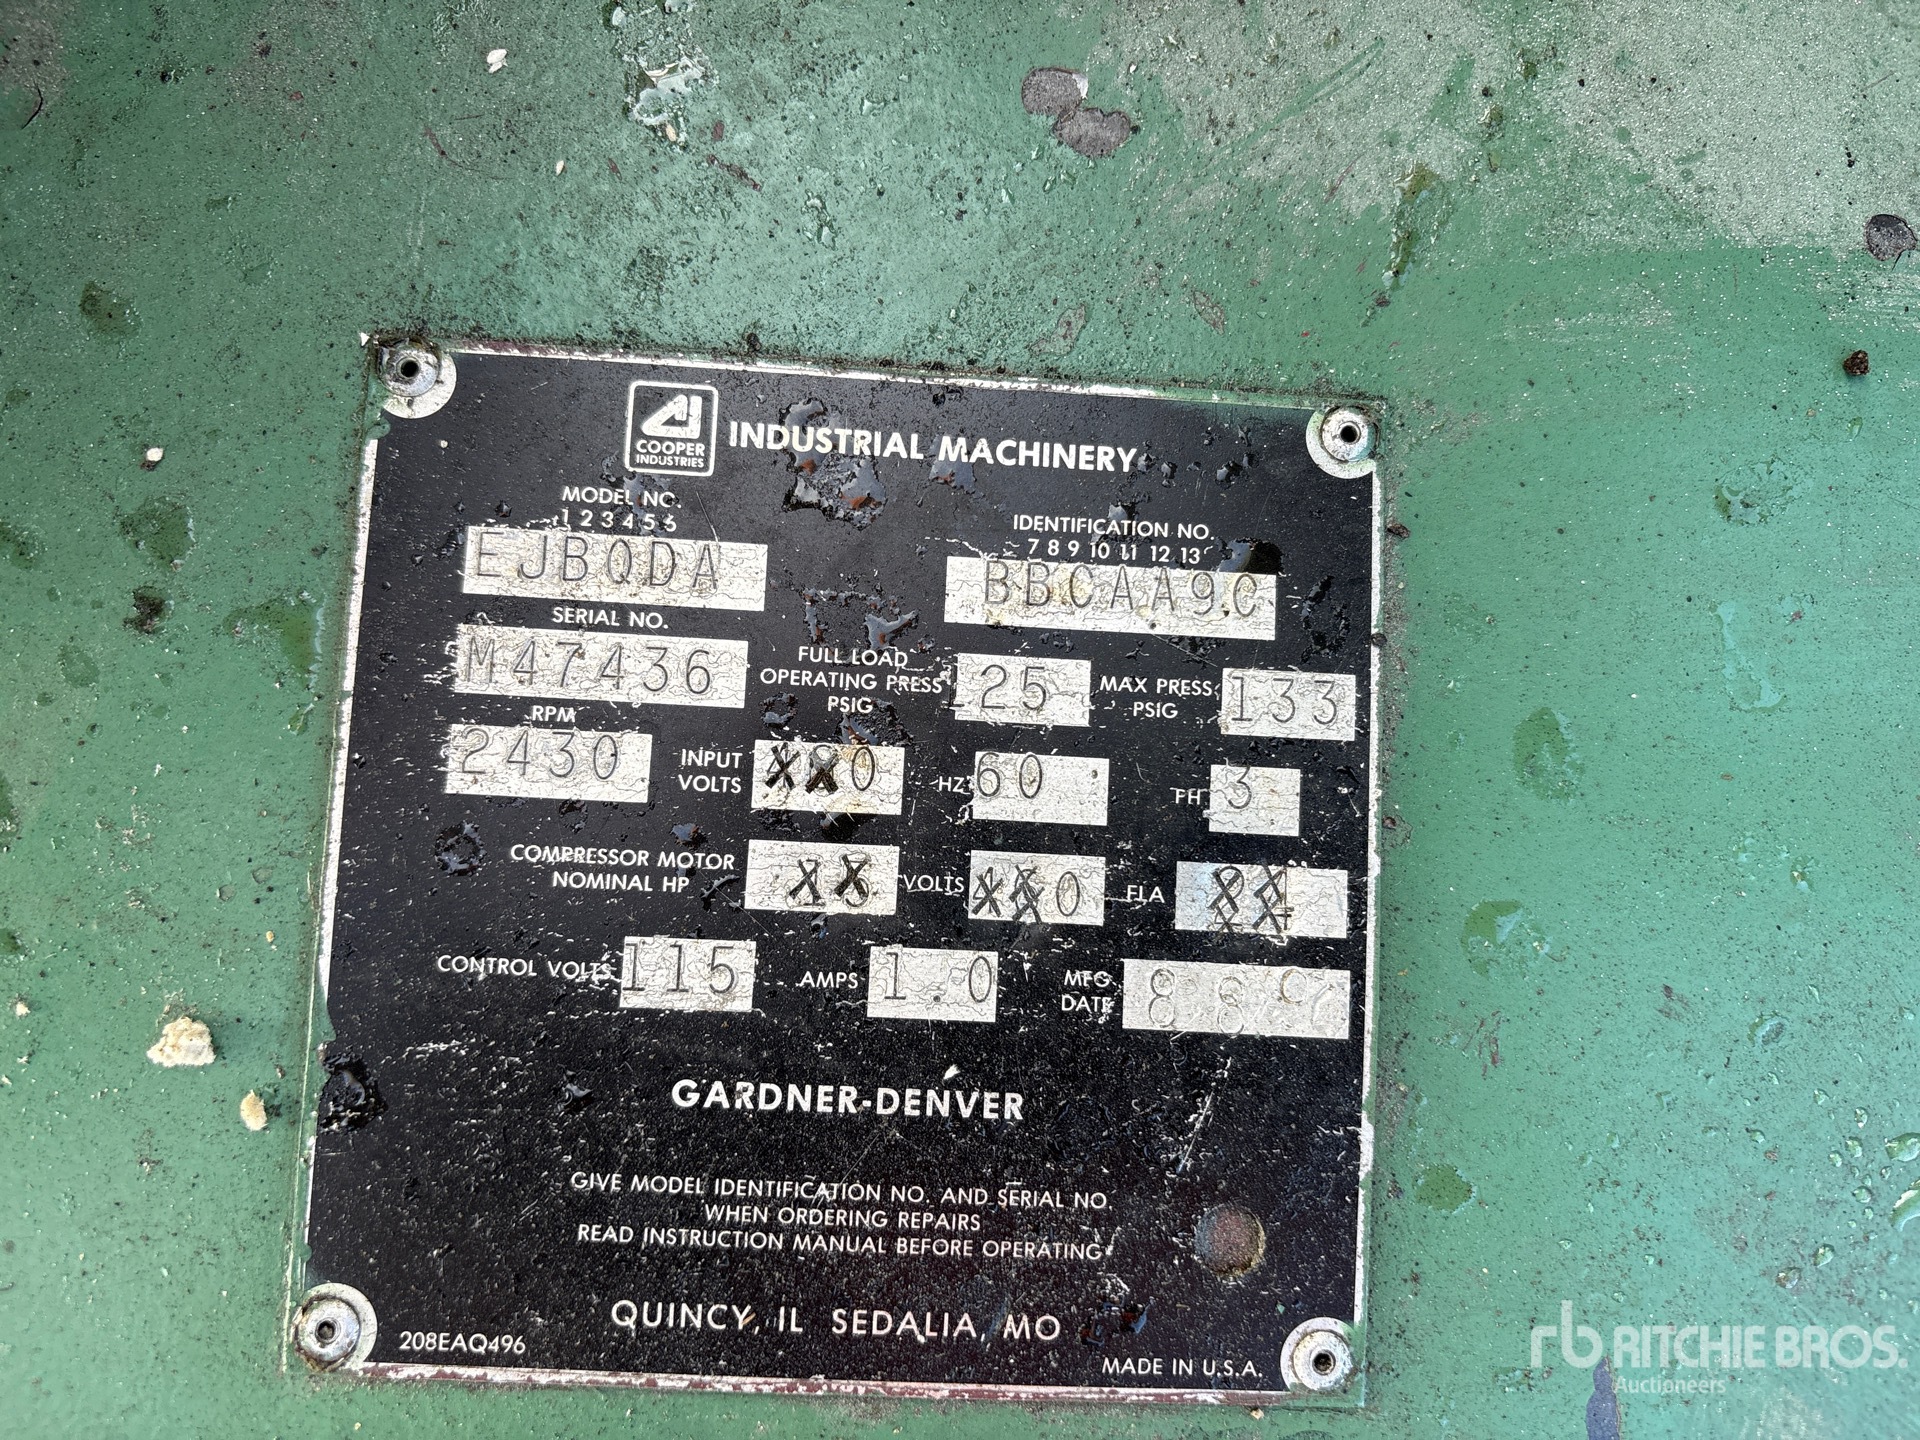 COOPER
INDUSTRIES
INDUSTRIAL MACHINERY
MODEL NO.
1 2 3 4 5 6
EJBQDA
IDENTIFICATION NO.
7 8 9 10 11 12 13
BBCAA9C
SERIAL NO.
M47436
FULL LOAD
OPERATING PRESS
PSIG
125
MAX PRESS
PSIG
133
RPM
2430
INPUT
VOLTS
HZ
60
PH
3
COMPRESSOR MOTOR
NOMINAL HP
VOLTS
FLA
CONTROL VOLTS
115
AMPS
1.0
MFG
DATE
GARDNER-DENVER
GIVE MODEL IDENTIFICATION NO. AND SERIAL NO.
WHEN ORDERING REPAIRS
READ INSTRUCTION MANUAL BEFORE OPERATING
QUINCY, IL SEDALIA, MO
208EAQ496
MADE IN U.S.A.
rb RITCHIE BROS.
Auctioneers